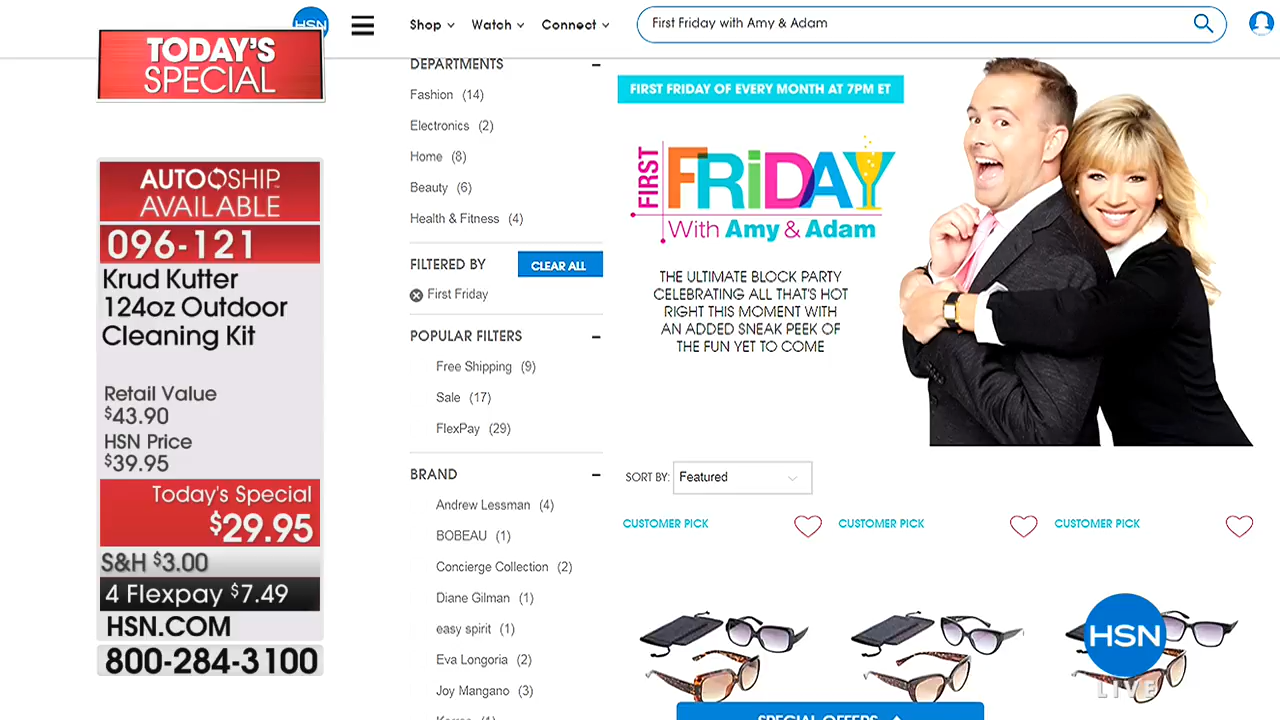 HSN
Shop
Watch
Connect
First Friday with Amy & Adam
TODAY'S
SPECIAL
AUTOSHIP
AVAILABLE
096-121
Krud Kutter
124oz Outdoor
Cleaning Kit
Retail Value
$43.90
HSN Price
$39.95
Today's Special
$29.95
S&H $3.00
4 Flexpay $7.49
HSN.COM
800-284-3100
DEPARTMENTS
Fashion (14)
Electronics (2)
Home (8)
Beauty (6)
Health & Fitness (4)
FILTERED BY
CLEAR ALL
First Friday
POPULAR FILTERS
Free Shipping (9)
Sale (17)
FlexPay (29)
BRAND
Andrew Lessman (4)
BOBEAU (1)
Concierge Collection (2)
Diane Gilman (1)
easy spirit (1)
Eva Longoria (2)
Joy Mangano (3)
FIRST FRIDAY OF EVERY MONTH AT 7PM ET
FIRST
FRiDAY
With Amy & Adam
THE ULTIMATE BLOCK PARTY
CELEBRATING ALL THAT'S HOT
RIGHT THIS MOMENT WITH
AN ADDED SNEAK PEEK OF
THE FUN YET TO COME
SORT BY: Featured
CUSTOMER PICK
CUSTOMER PICK
CUSTOMER PICK
HSN
LIVE
SPECIAL OFFERS